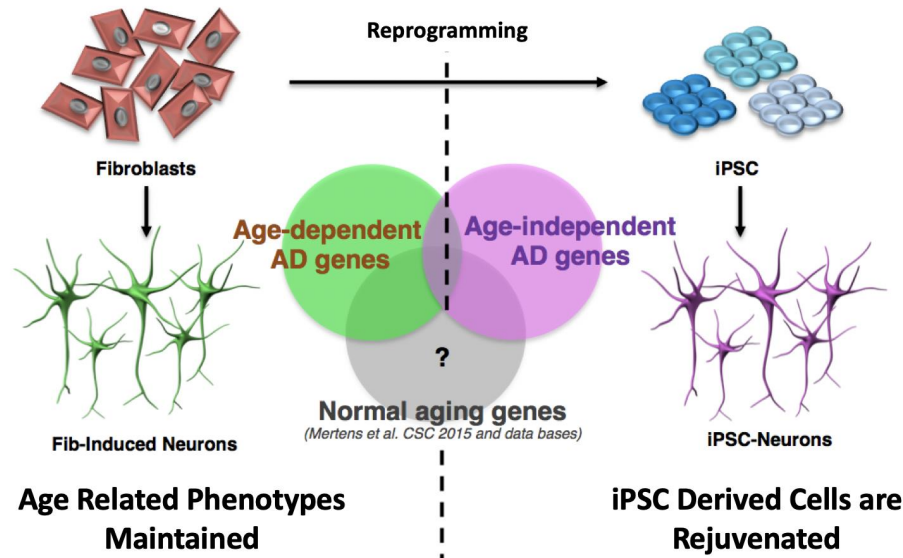 Reprogramming
Fibroblasts
iPSC
Age-dependent
AD genes
Age-independent
AD genes
?
Normal aging genes
(Mertens et al. CSC 2015 and data bases)
Fib-Induced Neurons
iPSC-Neurons
Age Related Phenotypes
Maintained
iPSC Derived Cells are
Rejuvenated